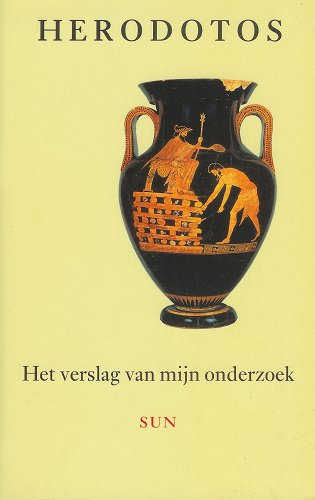 HERODOTOS
Het verslag van mijn onderzoek
SUN